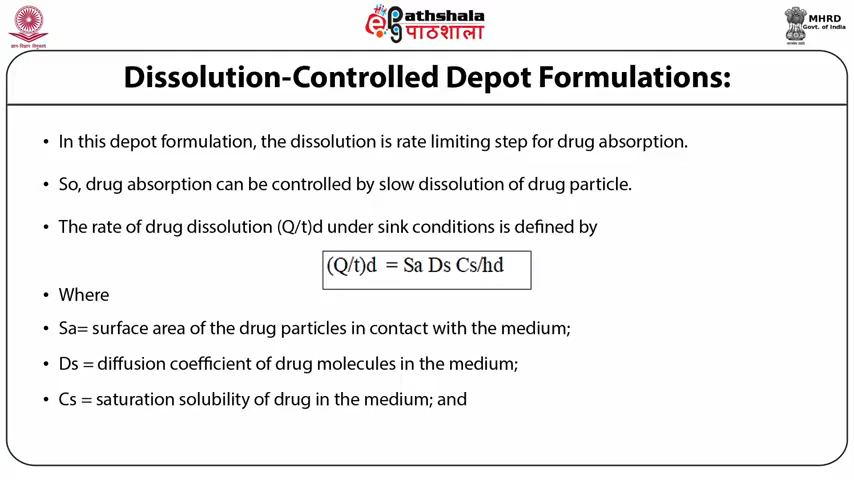 ePathshala
पाठशाला
MHRD
Govt. of India
Dissolution-Controlled Depot Formulations:
• In this depot formulation, the dissolution is rate limiting step for drug absorption.
• So, drug absorption can be controlled by slow dissolution of drug particle.
• The rate of drug dissolution (Q/t)d under sink conditions is defined by
(Q/t)d = Sa Ds Cs/hd
• Where
• Sa= surface area of the drug particles in contact with the medium;
• Ds = diffusion coefficient of drug molecules in the medium;
• Cs = saturation solubility of drug in the medium; and